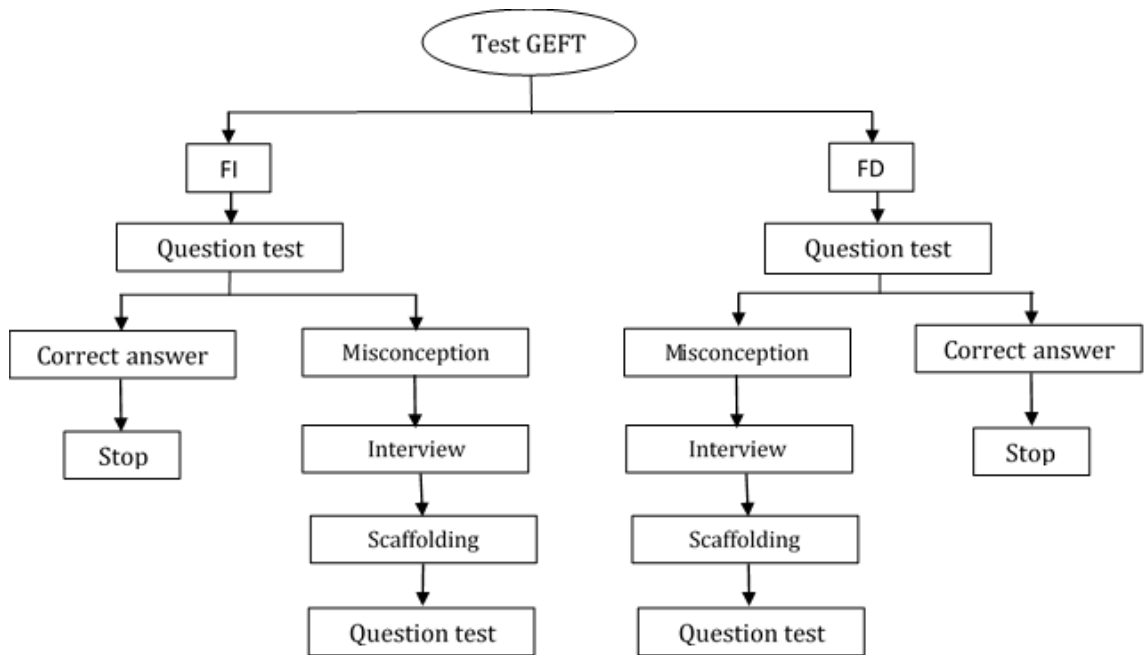 Test GEFT
FI
FD
Question test
Question test
Correct answer
Misconception
Misconception
Correct answer
Stop
Interview
Interview
Stop
Scaffolding
Scaffolding
Question test
Question test